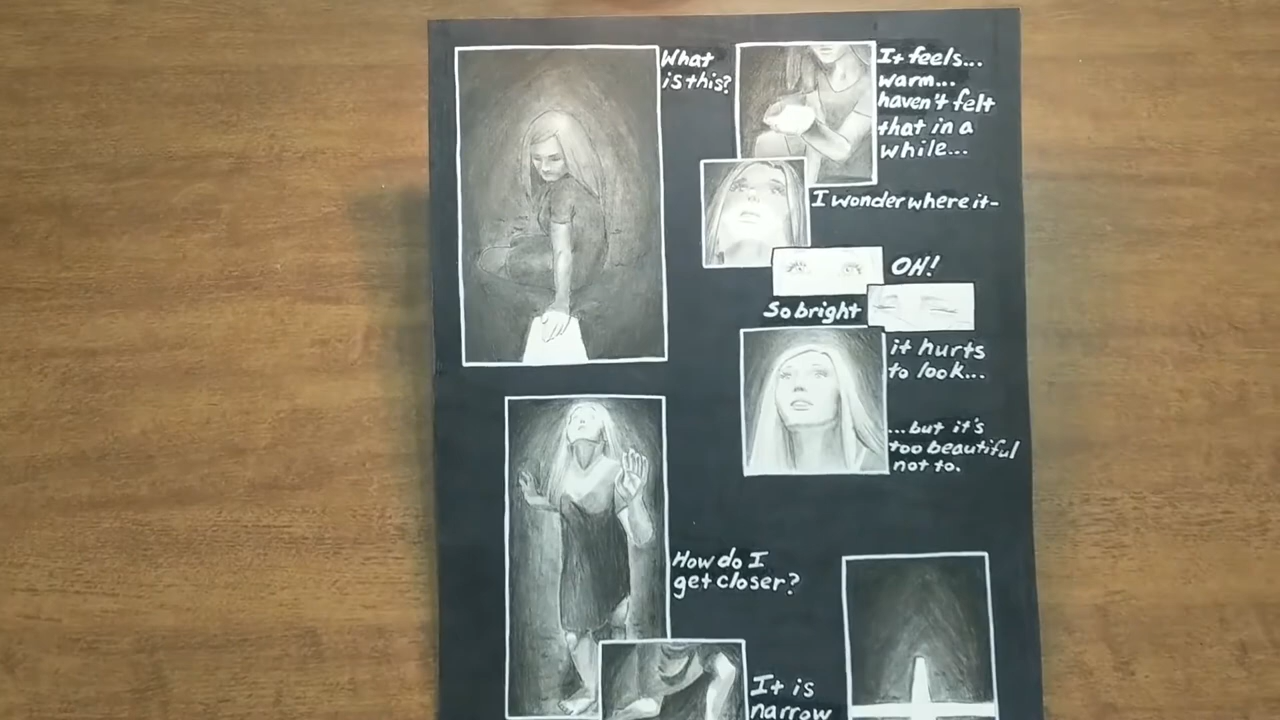 What
is this?
It feels...
warm...
haven't felt
that in a
while...
I wonder where it-
OH!
So bright
it hurts
to look...
...but it's
too beautiful
not to.
How do I
get closer?
It is
narrow